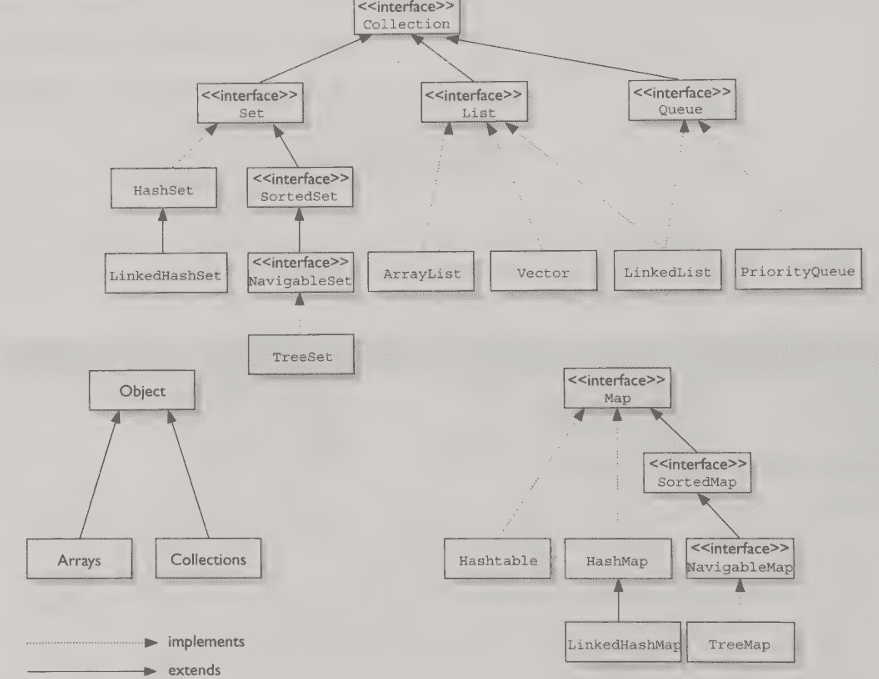 <<interface>>
Collection
<<interface>>
Set
<<interface>>
List
<<interface>>
Queue
HashSet
<<interface>>
SortedSet
LinkedHashSet
<<interface>>
NavigableSet
ArrayList
Vector
LinkedList
PriorityQueue
TreeSet
Object
<<interface>>
Map
<<interface>>
SortedMap
Arrays
Collections
Hashtable
HashMap
<<interface>>
NavigableMap
LinkedHashMap
TreeMap
implements
extends